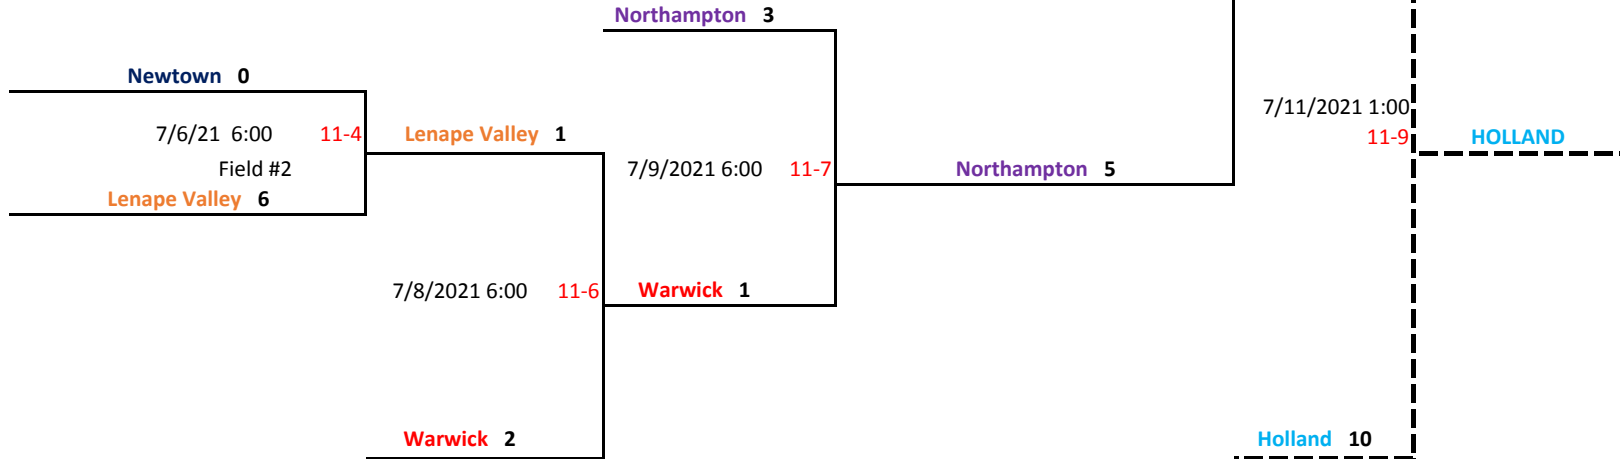 Northampton 3
Newtown 0
7/11/2021 1:00
7/6/21 6:00 11-4
Lenape Valley 1
11-9
HOLLAND
Field #2
7/9/2021 6:00 11-7
Northampton 5
Lenape Valley 6
7/8/2021 6:00 11-6
Warwick 1
Warwick 2
Holland 10